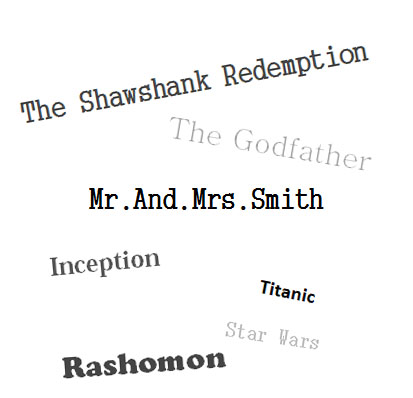 The Shawshank Redemption
The Godfather
Mr.And.Mrs.Smith
Inception
Titanic
Star Wars
Rashomon